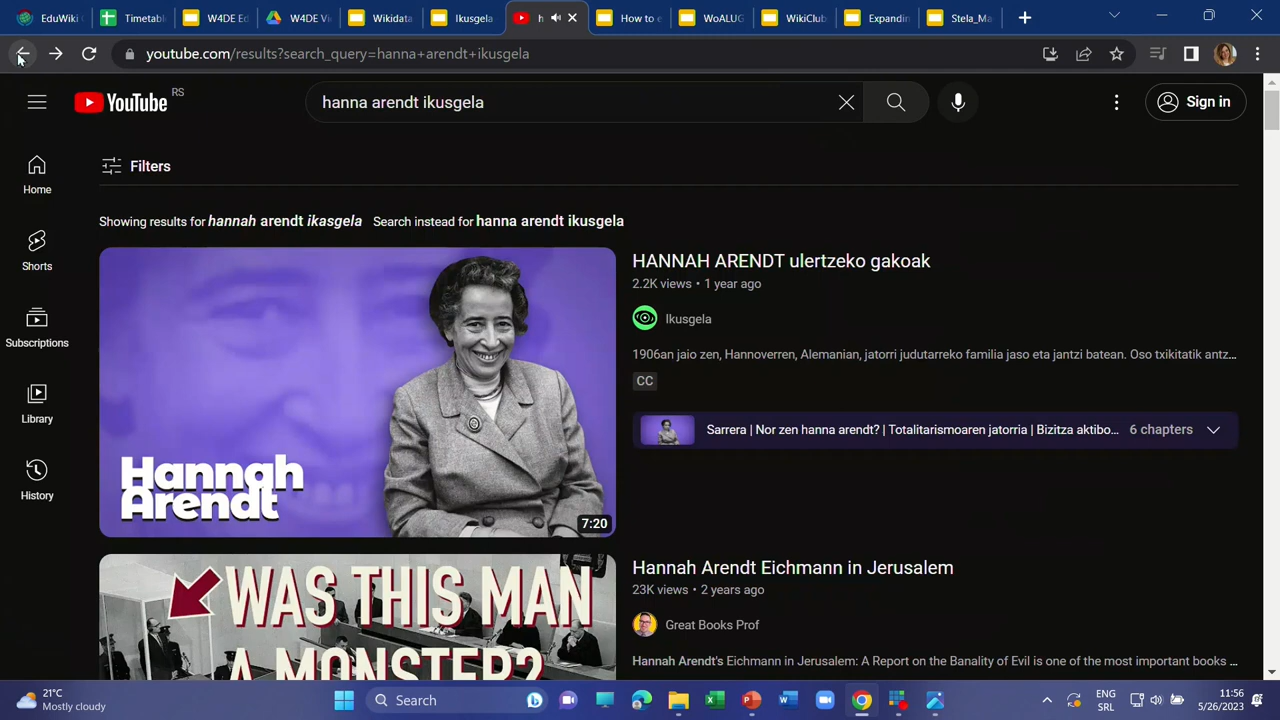 EduWiki
Timetabl
W4DE Ed
W4DE Vi
Wikidata
Ikusgela
h
How to e
WoALUG
WikiClub
Expandin
Stela_Ma
youtube.com/results?search_query=hanna+arendt+ikusgela
YouTube RS
hanna arendt ikusgela
Sign in
Home
Shorts
Subscriptions
Library
History
Filters
Showing results for hannah arendt ikasgela Search instead for hanna arendt ikusgela
Hannah
Arendt
7:20
HANNAH ARENDT ulertzeko gakoak
2.2K views • 1 year ago
Ikusgela
1906an jaio zen, Hannoverren, Alemanian, jatorri judutarreko familia jaso eta jantzi batean. Oso txikitatik antz...
CC
Sarrera | Nor zen hanna arendt? | Totalitarismoaren jatorria | Bizitza aktibo... 6 chapters
WAS THIS MAN
A MONSTER?
Hannah Arendt Eichmann in Jerusalem
23K views • 2 years ago
Great Books Prof
Hannah Arendt's Eichmann in Jerusalem: A Report on the Banality of Evil is one of the most important books ...
21°C
Mostly cloudy
Search
ENG
SRL
11:56
5/26/2023